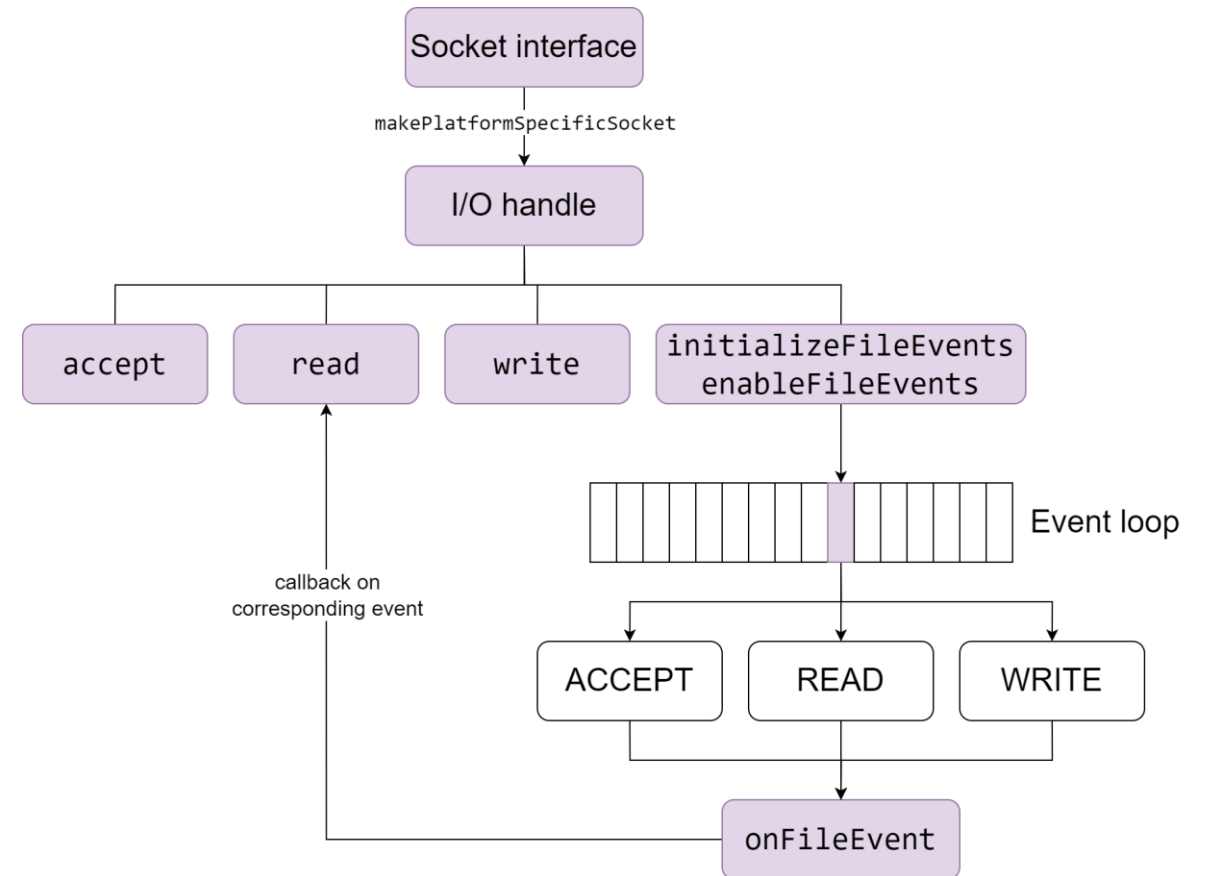 Socket interface
makePlatformSpecificSocket
I/O handle
accept
read
write
initializeFileEvents
enableFileEvents
Event loop
callback on
corresponding event
ACCEPT
READ
WRITE
onFileEvent